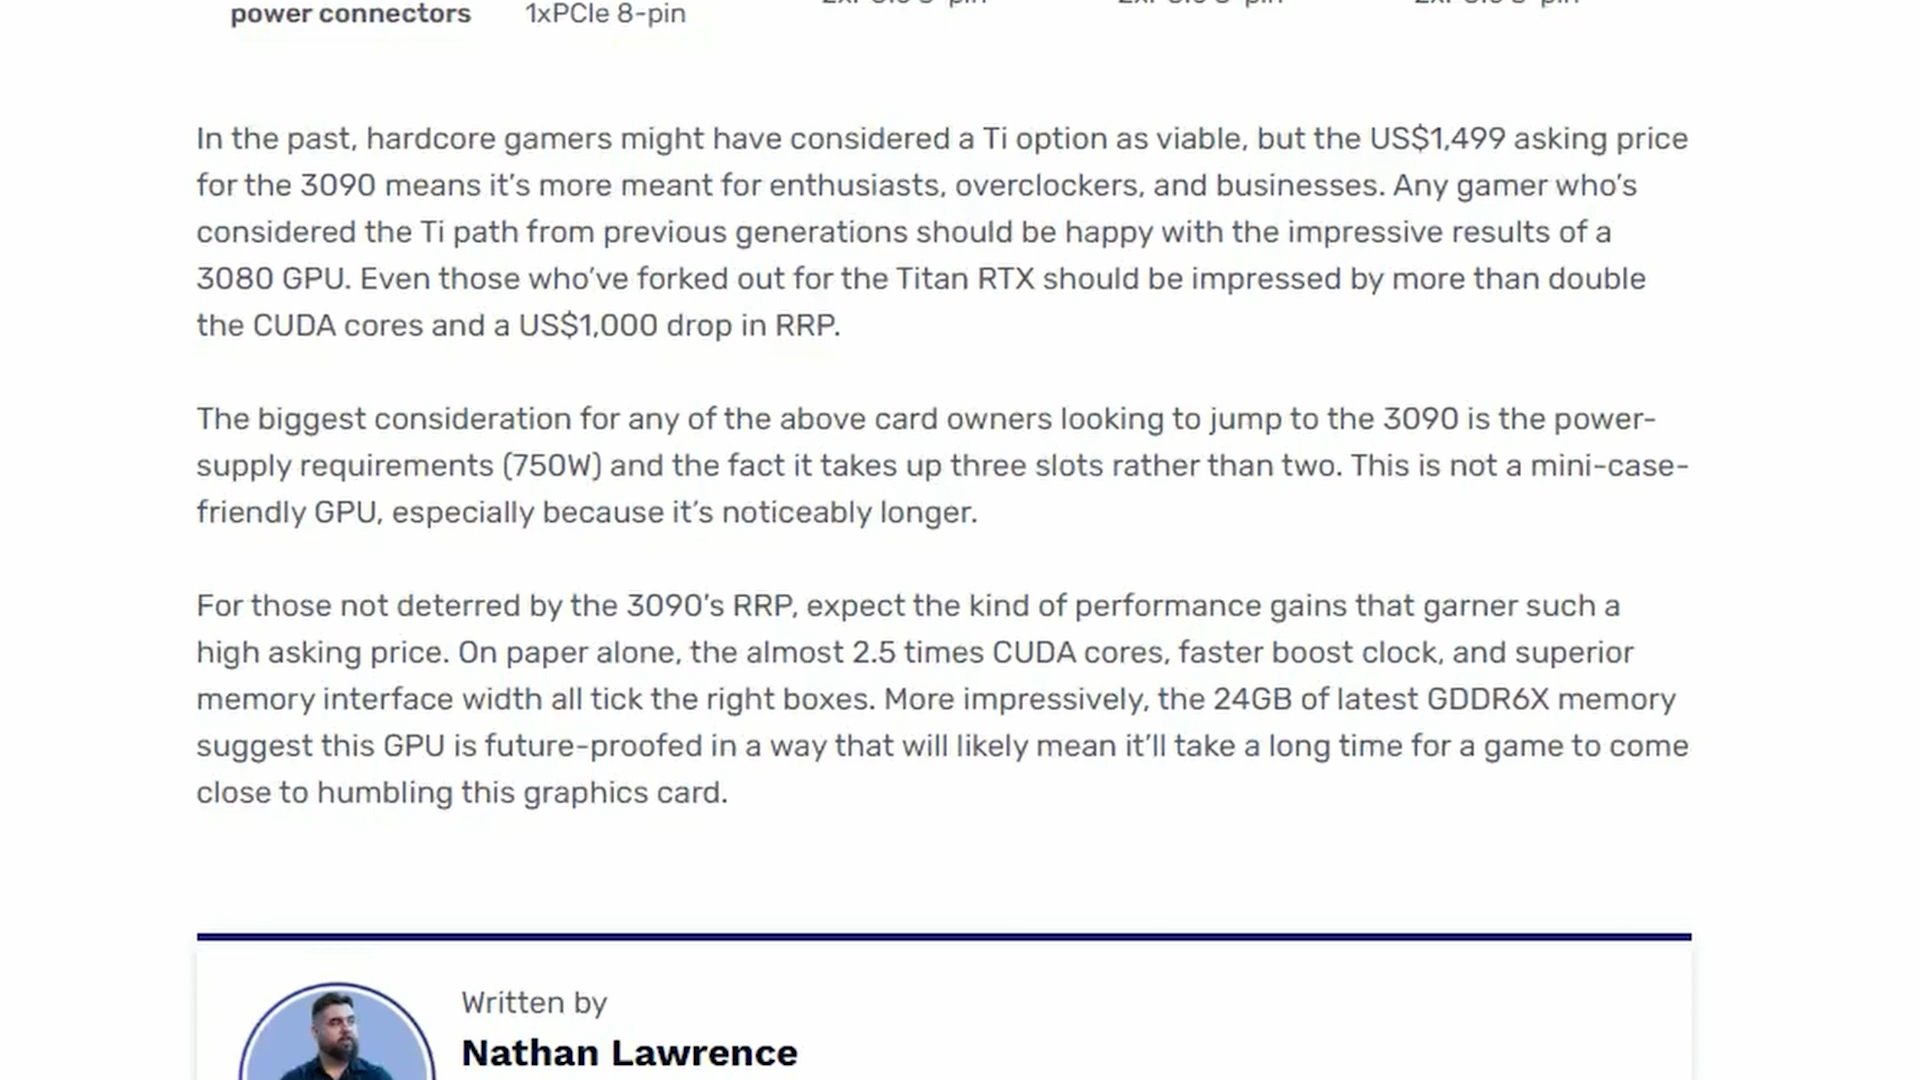 power connectors 1xPCIe 8-pin
In the past, hardcore gamers might have considered a Ti option as viable, but the US$1,499 asking price
for the 3090 means it’s more meant for enthusiasts, overclockers, and businesses. Any gamer who’s
considered the Ti path from previous generations should be happy with the impressive results of a
3080 GPU. Even those who’ve forked out for the Titan RTX should be impressed by more than double
the CUDA cores and a US$1,000 drop in RRP.
The biggest consideration for any of the above card owners looking to jump to the 3090 is the power-
supply requirements (750W) and the fact it takes up three slots rather than two. This is not a mini-case-
friendly GPU, especially because it’s noticeably longer.
For those not deterred by the 3090’s RRP, expect the kind of performance gains that garner such a
high asking price. On paper alone, the almost 2.5 times CUDA cores, faster boost clock, and superior
memory interface width all tick the right boxes. More impressively, the 24GB of latest GDDR6X memory
suggest this GPU is future-proofed in a way that will likely mean it’ll take a long time for a game to come
close to humbling this graphics card.
Written by
Nathan Lawrence